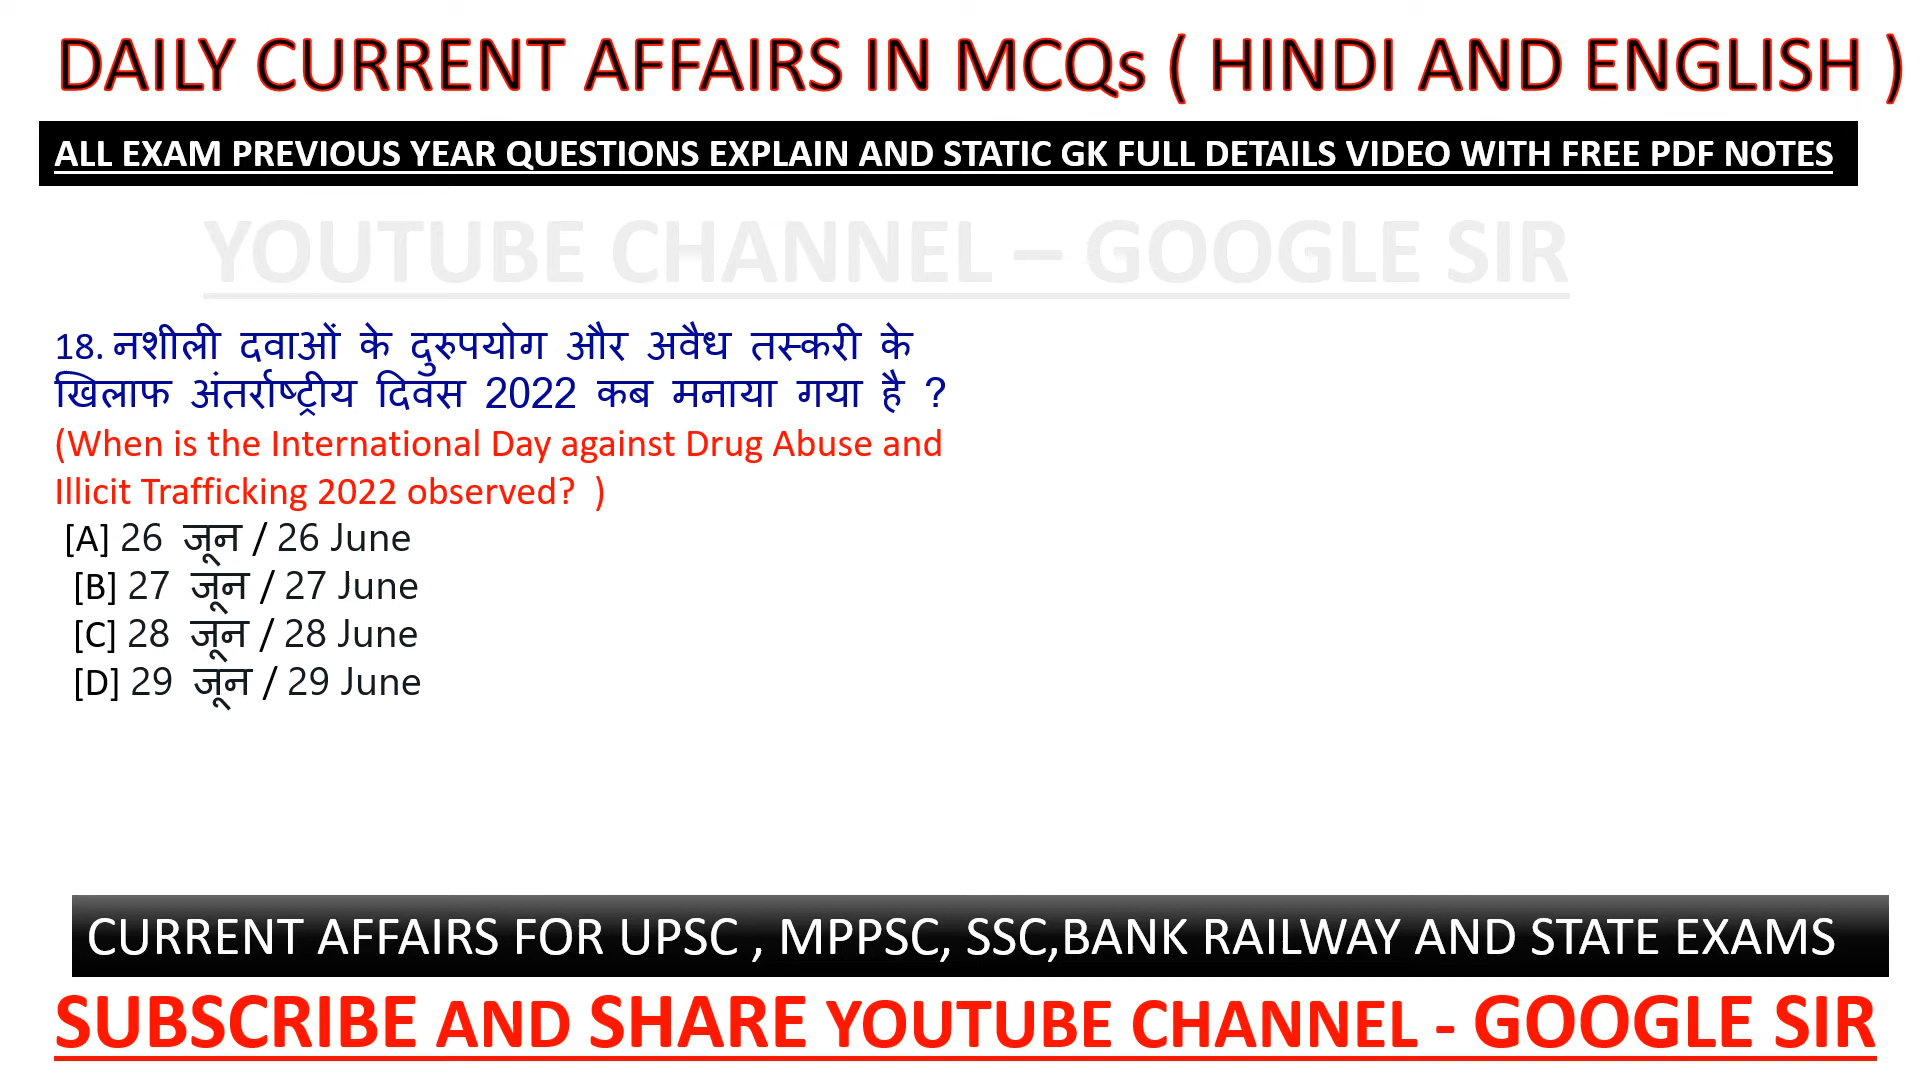 DAILY CURRENT AFFAIRS IN MCQs ( HINDI AND ENGLISH )
ALL EXAM PREVIOUS YEAR QUESTIONS EXPLAIN AND STATIC GK FULL DETAILS VIDEO WITH FREE PDF NOTES
YOUTUBE CHANNEL – GOOGLE SIR
18. नशीली दवाओं के दुरुपयोग और अवैध तस्करी के
खिलाफ अंतर्राष्ट्रीय दिवस 2022 कब मनाया गया है ?
(When is the International Day against Drug Abuse and
Illicit Trafficking 2022 observed? )
[A] 26 जून / 26 June
[B] 27 जून / 27 June
[C] 28 जून / 28 June
[D] 29 जून / 29 June
CURRENT AFFAIRS FOR UPSC , MPPSC, SSC,BANK RAILWAY AND STATE EXAMS
SUBSCRIBE AND SHARE YOUTUBE CHANNEL - GOOGLE SIR